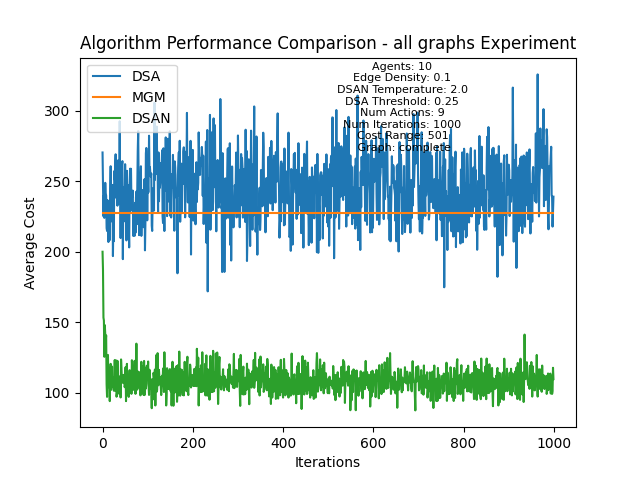 Algorithm Performance Comparison - all graphs Experiment
DSA
MGM
DSAN
Agents: 10
Edge Density: 0.1
DSAN Temperature: 2.0
DSA Threshold: 0.25
Num Actions: 9
Num Iterations: 1000
Cost Range: 501
Graph: complete
Average Cost
300
250
200
150
100
0
200
400
600
800
1000
Iterations